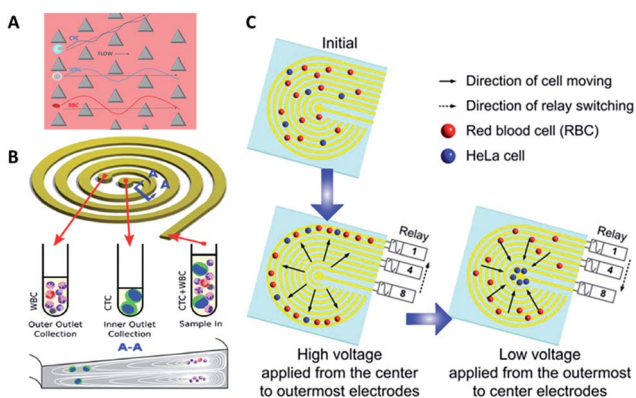 A
CTC
FLOW
RBC
B
A
A
WBC
Outer Outlet
Collection
CTC
Inner Outlet
Collection
CTC+WBC
Sample In
A-A
C
Initial
Direction of cell moving
Direction of relay switching
Red blood cell (RBC)
HeLa cell
Relay
1
4
8
High voltage
applied from the center
to outermost electrodes
Relay
1
4
8
Low voltage
applied from the outermost
to center electrodes